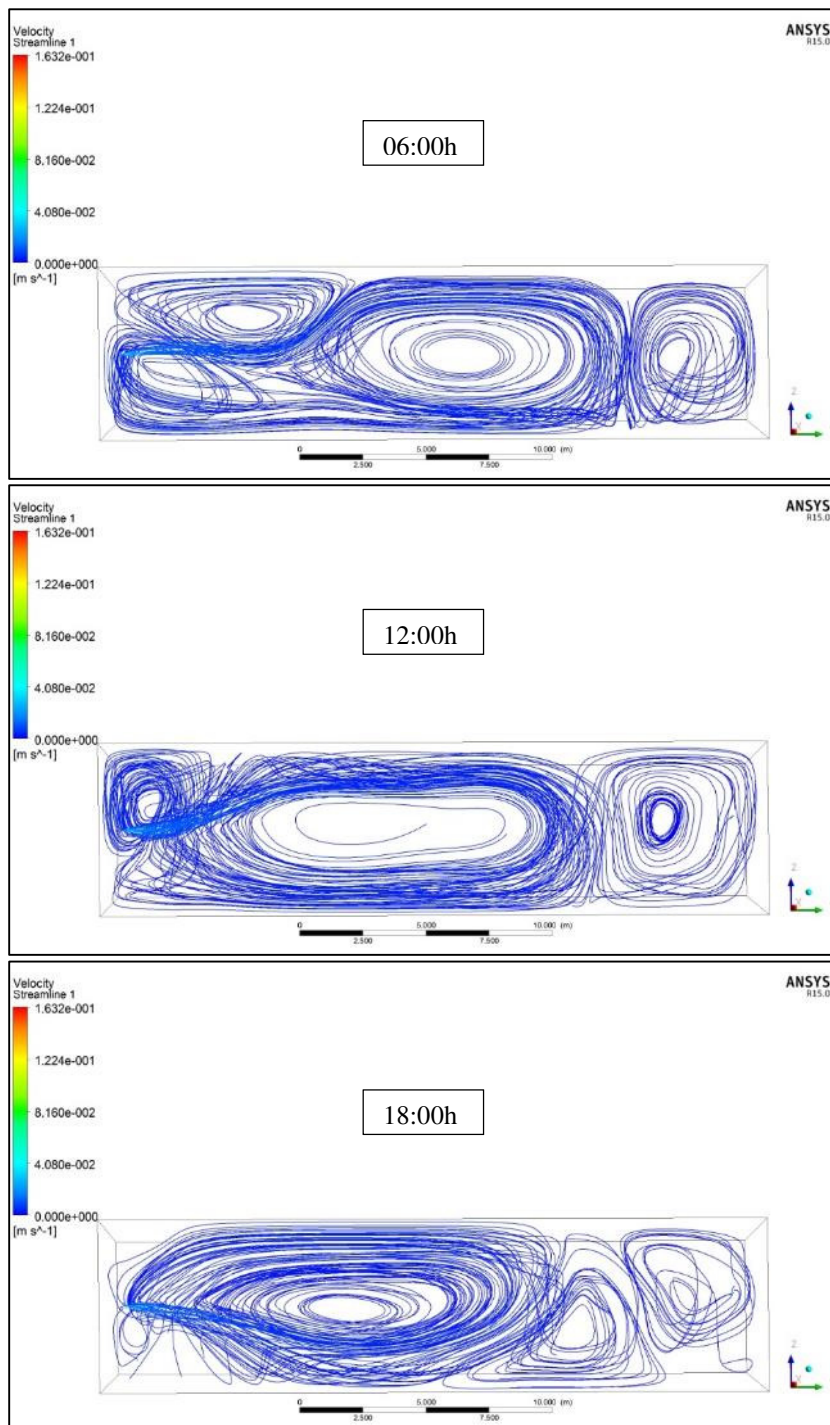 Velocity
Streamline 1
ANSYS
R15.0
1.632e-001
1.224e-001
06:00h
8.160e-002
4.080e-002
0.000e+000
[m s^-1]
Z
X
0 5.000 10.000 (m)
2.500 7.500
Velocity
Streamline 1
ANSYS
R15.0
1.632e-001
1.224e-001
12:00h
8.160e-002
4.080e-002
0.000e+000
[m s^-1]
Z
X
0 5.000 10.000 (m)
2.500 7.500
Velocity
Streamline 1
ANSYS
R15.0
1.632e-001
1.224e-001
18:00h
8.160e-002
4.080e-002
0.000e+000
[m s^-1]
Z
X
0 5.000 10.000 (m)
2.500 7.500